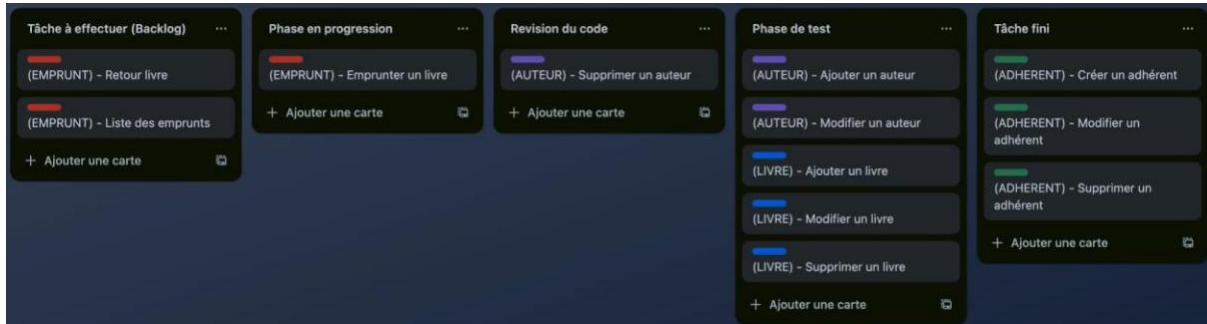 Tâche à effectuer (Backlog)
(EMPRUNT) - Retour livre
(EMPRUNT) - Liste des emprunts
+ Ajouter une carte
Phase en progression
(EMPRUNT) - Emprunter un livre
+ Ajouter une carte
Revision du code
(AUTEUR) - Supprimer un auteur
+ Ajouter une carte
Phase de test
(AUTEUR) - Ajouter un auteur
(AUTEUR) - Modifier un auteur
(LIVRE) - Ajouter un livre
(LIVRE) - Modifier un livre
(LIVRE) - Supprimer un livre
+ Ajouter une carte
Tâche fini
(ADHERENT) - Créer un adhérent
(ADHERENT) - Modifier un
adhérent
(ADHERENT) - Supprimer un
adhérent
+ Ajouter une carte